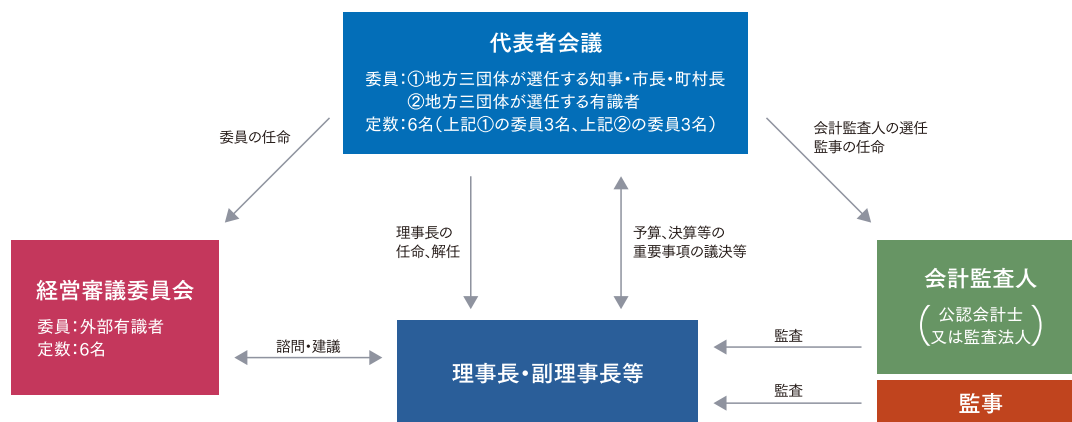 代表者会議
委員：①地方三団体が選任する知事・市長・町村長
②地方三団体が選任する有識者
定数：6名（上記①の委員3名、上記②の委員3名）
委員の任命
会計監査人の選任
監事の任命
理事長の
任命、解任
予算、決算等の
重要事項の議決等
経営審議委員会
委員：外部有識者
定数：6名
会計監査人
（公認会計士
又は監査法人）
諮問・建議
理事長・副理事長等
監査
監査
監事